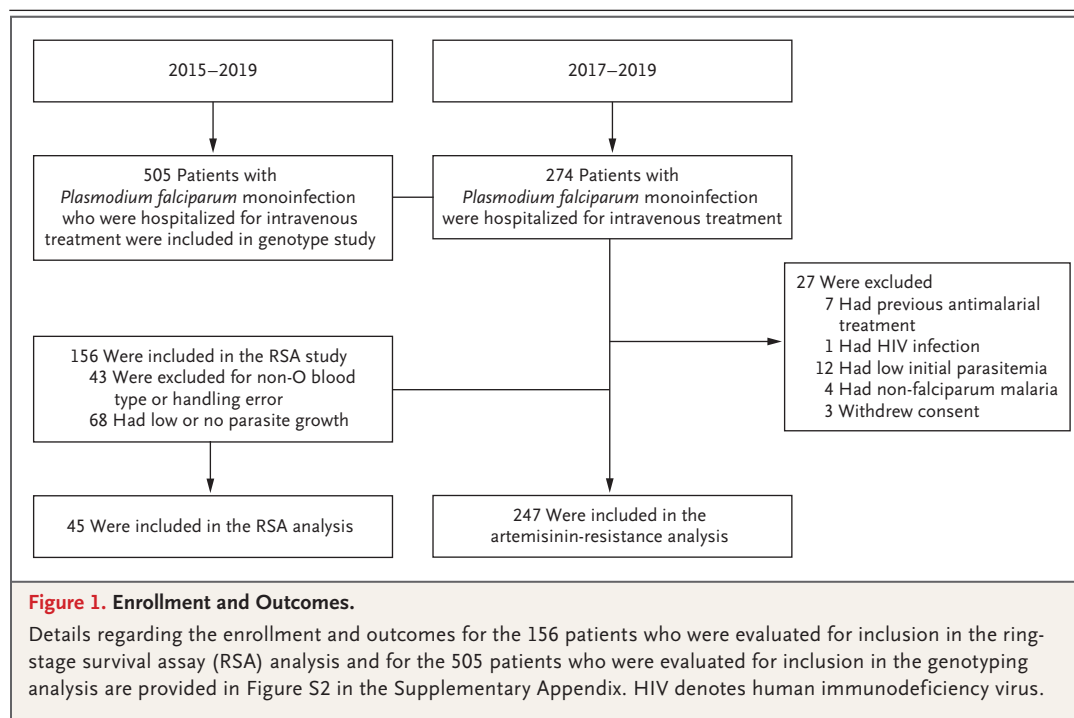 2015–2019
2017–2019
505 Patients with
Plasmodium falciparum monoinfection
who were hospitalized for intravenous
treatment were included in genotype study
274 Patients with
Plasmodium falciparum monoinfection
were hospitalized for intravenous treatment
27 Were excluded
7 Had previous antimalarial
treatment
1 Had HIV infection
12 Had low initial parasitemia
4 Had non-falciparum malaria
3 Withdrew consent
156 Were included in the RSA study
43 Were excluded for non-O blood
type or handling error
68 Had low or no parasite growth
45 Were included in the RSA analysis
247 Were included in the
artemisinin-resistance analysis
Figure 1. Enrollment and Outcomes.
Details regarding the enrollment and outcomes for the 156 patients who were evaluated for inclusion in the ring-
stage survival assay (RSA) analysis and for the 505 patients who were evaluated for inclusion in the genotyping
analysis are provided in Figure S2 in the Supplementary Appendix. HIV denotes human immunodeficiency virus.